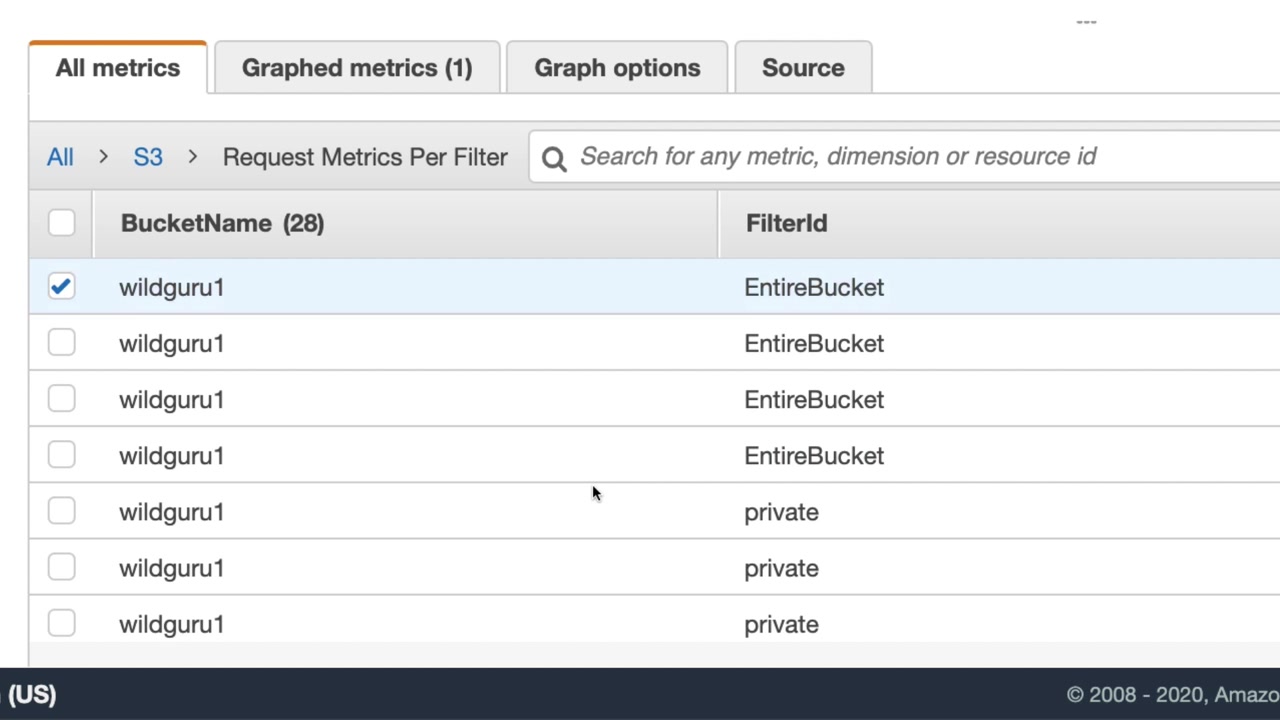 All metrics Graphed metrics (1) Graph options Source
All > S3 > Request Metrics Per Filter Search for any metric, dimension or resource id
BucketName (28) FilterId
wildguru1 EntireBucket
wildguru1 EntireBucket
wildguru1 EntireBucket
wildguru1 EntireBucket
wildguru1 private
wildguru1 private
wildguru1 private
(US) © 2008 - 2020, Amazo